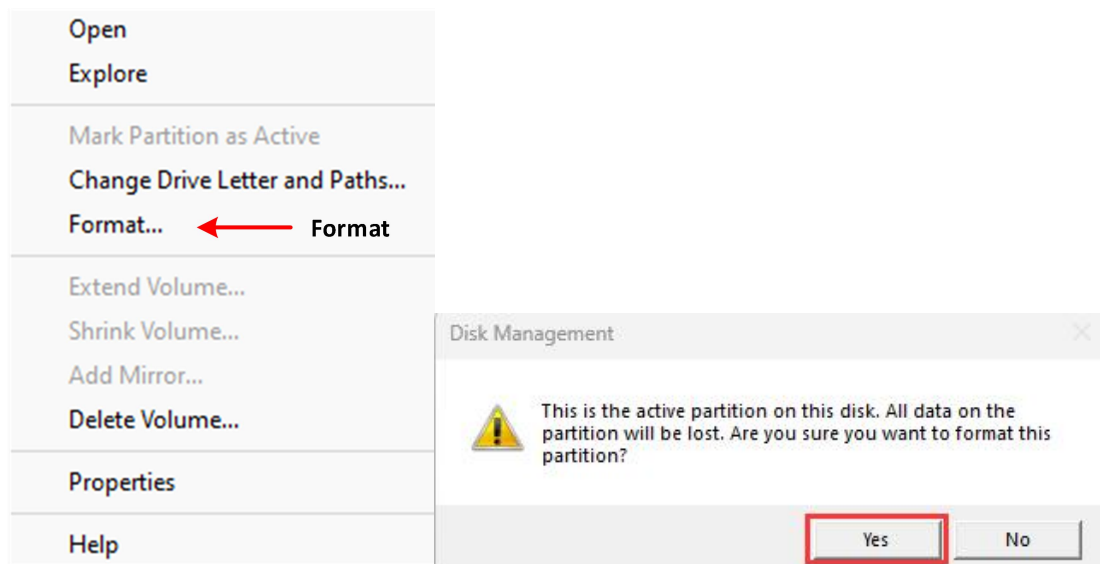 Open
Explore
Mark Partition as Active
Change Drive Letter and Paths...
Format...
Format
Extend Volume...
Shrink Volume...
Add Mirror...
Delete Volume...
Properties
Help
Disk Management
This is the active partition on this disk. All data on the
partition will be lost. Are you sure you want to format this
partition?
Yes
No